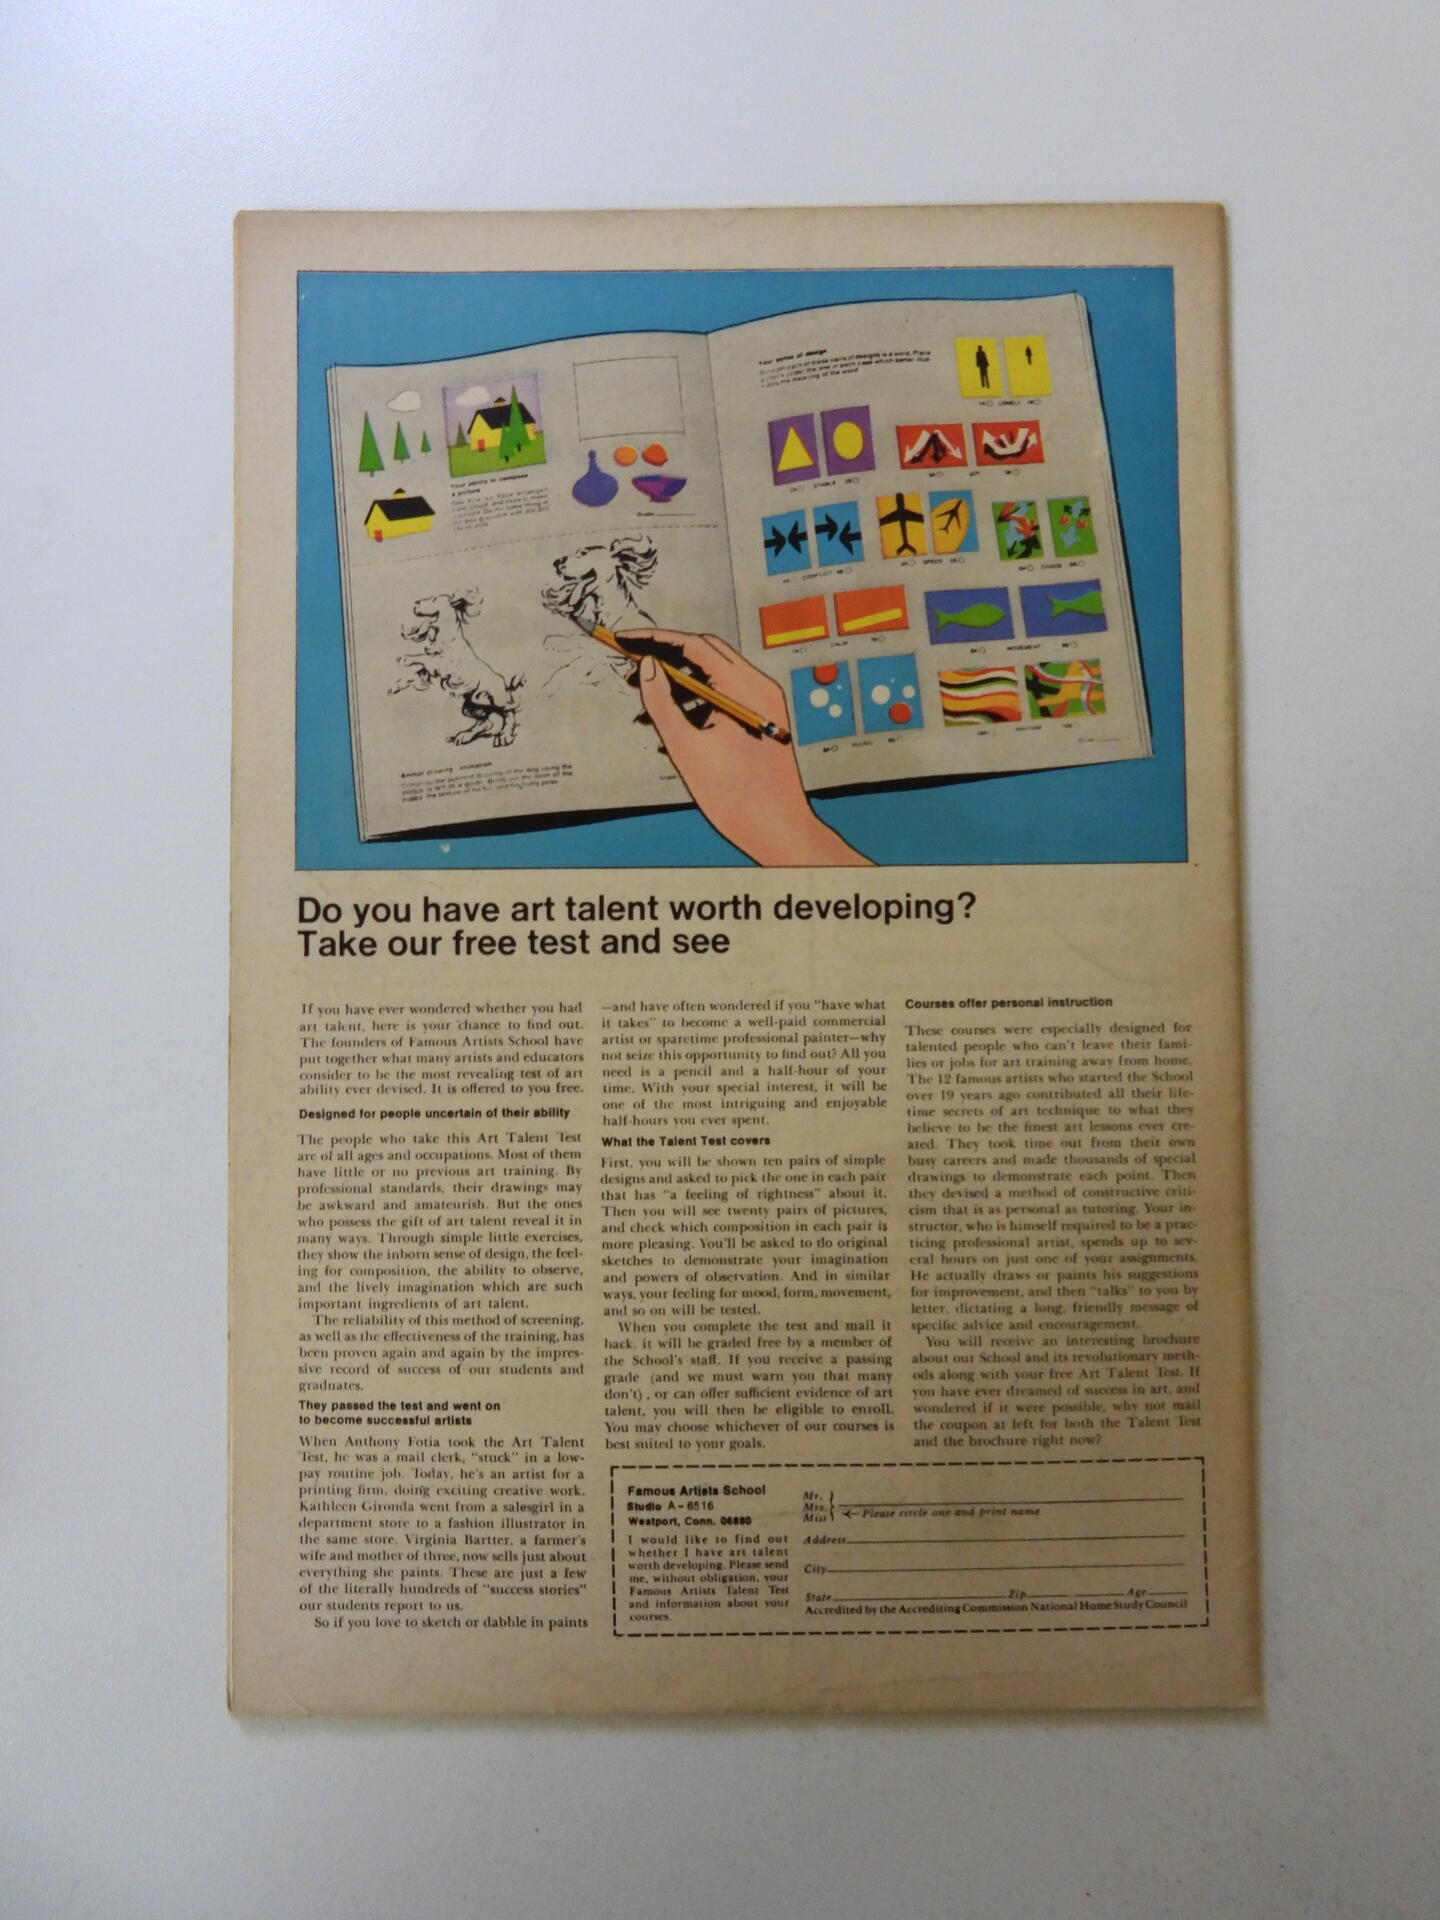 Your sense of design
LONELY
STABLE
JOY
CONFLICT
SPEED
CHAOS
CALM
MOVEMENT
Your ability to compose
a picture
Grade
Animal drawing animation
Do you have art talent worth developing?
Take our free test and see
If you have ever wondered whether you had
art talent, here is your chance to find out.
The founders of Famous Artists School have
put together what many artists and educators
consider to be the most revealing test of art
ability ever devised. It is offered to you free.
Designed for people uncertain of their ability
The people who take this Art Talent Test
are of all ages and occupations. Most of them
have little or no previous art training. By
professional standards, their drawings may
be awkward and amateurish. But the ones
who possess the gift of art talent reveal it in
many ways. Through simple little exercises,
they show the inborn sense of design, the feel-
ing for composition, the ability to observe,
and the lively imagination which are such
important ingredients of art talent.
The reliability of this method of screening,
as well as the effectiveness of the training, has
been proven again and again by the impres-
sive record of success of our students and
graduates.
They passed the test and went on
to become successful artists
When Anthony Fotia took the Art Talent
Test, he was a mail clerk, "stuck" in a low-
pay routine job. Today, he's an artist for a
printing firm, doing exciting creative work.
Kathleen Gironda went from a salesgirl in a
department store to a fashion illustrator in
the same store. Virginia Bartter, a farmer's
wife and mother of three, now sells just about
everything she paints. These are just a few
of the literally hundreds of "success stories"
our students report to us.
So if you love to sketch or dabble in paints
—and have often wondered if you "have what
it takes" to become a well-paid commercial
artist or sparetime professional painter—why
not seize this opportunity to find out? All you
need is a pencil and a half-hour of your
time. With your special interest, it will be
one of the most intriguing and enjoyable
half-hours you ever spent.
What the Talent Test covers
First, you will be shown ten pairs of simple
designs and asked to pick the one in each pair
that has "a feeling of rightness" about it.
Then you will see twenty pairs of pictures,
and check which composition in each pair is
more pleasing. You'll be asked to do original
sketches to demonstrate your imagination
and powers of observation. And in similar
ways, your feeling for mood, form, movement,
and so on will be tested.
When you complete the test and mail it
back, it will be graded free by a member of
the School's staff. If you receive a passing
grade (and we must warn you that many
don't), or can offer sufficient evidence of art
talent, you will then be eligible to enroll.
You may choose whichever of our courses is
best suited to your goals.
Courses offer personal instruction
These courses were especially designed for
talented people who can't leave their fami-
lies or jobs for art training away from home.
The 12 famous artists who started the School
over 19 years ago contributed all their life-
time secrets of art technique to what they
believe to be the finest art lessons ever cre-
ated. They took time out from their own
busy careers and made thousands of special
drawings to demonstrate each point. Then
they devised a method of constructive criti-
cism that is as personal as tutoring. Your in-
structor, who is himself required to be a prac-
ticing professional artist, spends up to sev-
eral hours on just one of your assignments.
He actually draws or paints his suggestions
for improvement, and then "talks" to you by
letter, dictating a long, friendly message of
specific advice and encouragement.
You will receive an interesting brochure
about our School and its revolutionary meth-
ods along with your free Art Talent Test. If
you have ever dreamed of success in art, and
wondered if it were possible, why not mail
the coupon at left for both the Talent Test
and the brochure right now?
Famous Artists School
Studio A-6516
Westport, Conn. 06880
I would like to find out
whether I have art talent
worth developing. Please send
me, without obligation, your
Famous Artists Talent Test
and information about your
courses.
Mr.
Mrs.
Miss
Please circle one and print name
Address
City
State Zip Age
Accredited by the Accrediting Commission National Home Study Council